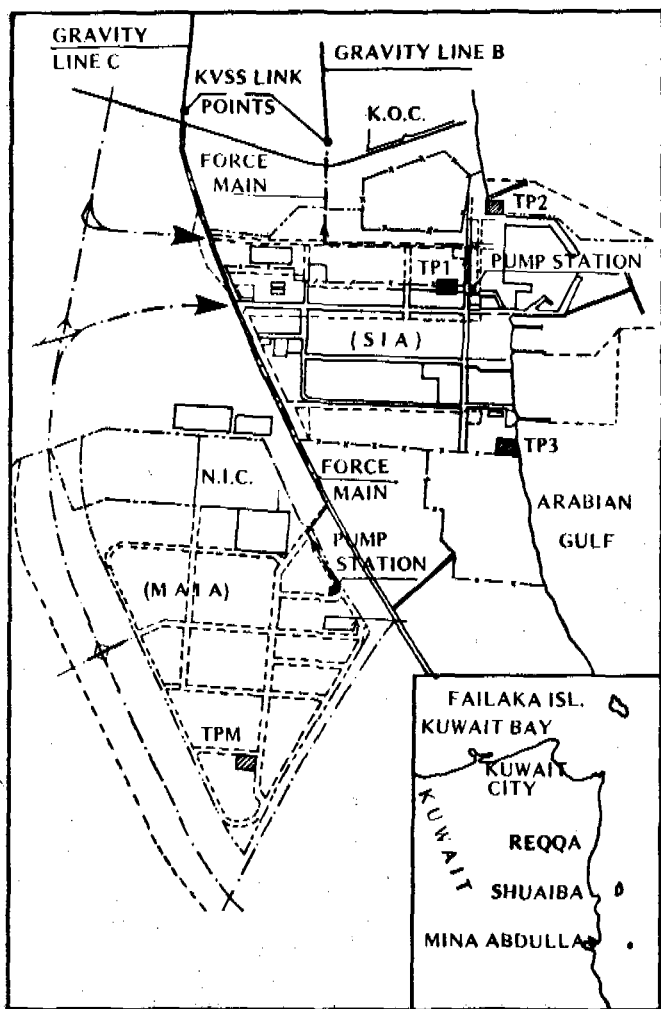 GRAVITY
LINE C
GRAVITY LINE B
KVSS LINK
POINTS
K.O.C.
FORCE
MAIN
TP2
TP1
PUMP STATION
(SIA)
TP3
N.I.C.
FORCE
MAIN
ARABIAN
GULF
PUMP
STATION
(MAIA)
TPM
FAILAKA ISL.
KUWAIT BAY
KUWAIT
CITY
KUWAIT
REQQA
SHUAIBA
MINA ABDULLA